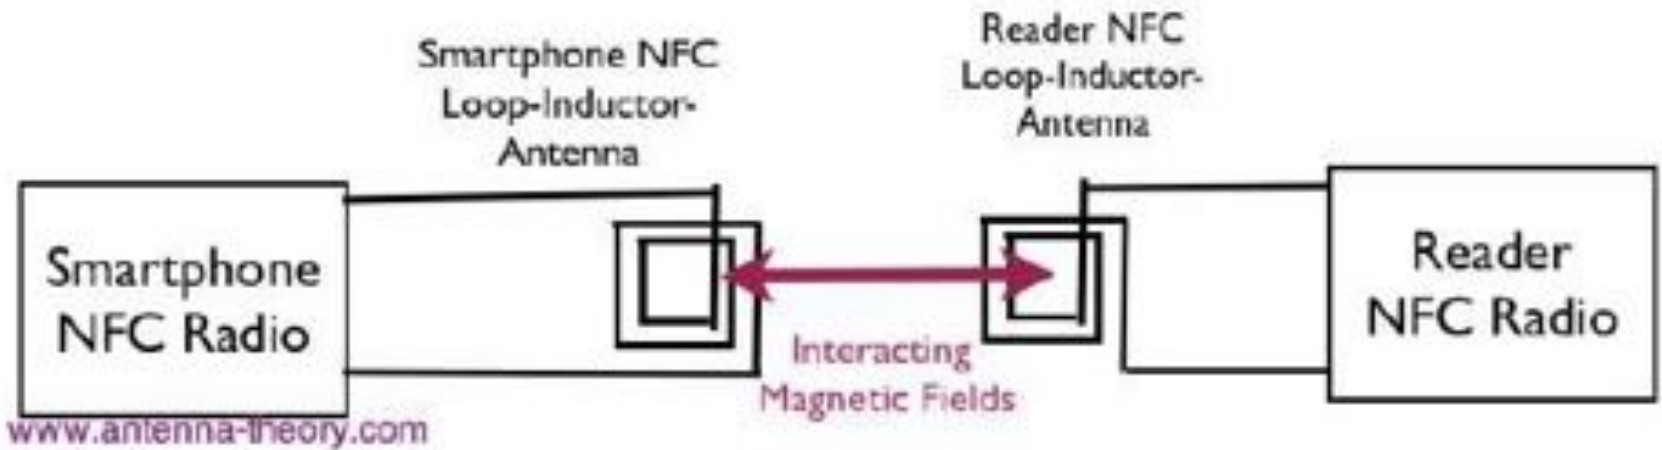 Smartphone NFC
Loop-Inductor-
Antenna
Reader NFC
Loop-Inductor-
Antenna
Smartphone
NFC Radio
Interacting
Magnetic Fields
Reader
NFC Radio
www.antenna-theory.com